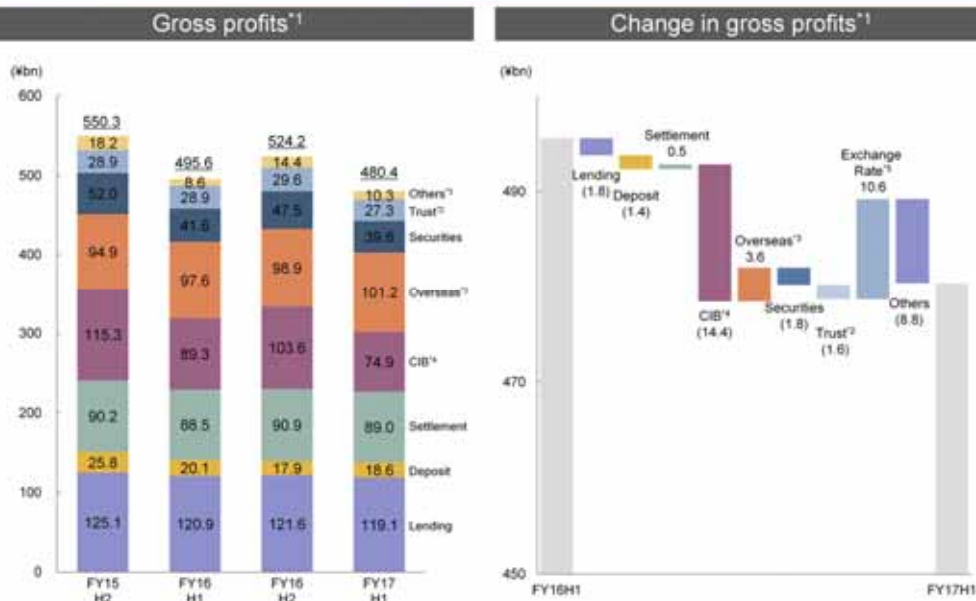 Gross profits*1
(¥bn)
600
500
400
300
200
100
0
550.3
18.2
28.9
52.0
94.9
115.3
90.2
25.8
125.1
FY15
H2
495.6
8.6
28.9
41.6
97.6
89.3
88.5
20.1
120.9
FY16
H1
524.2
14.4
29.6
47.5
98.9
103.6
90.9
17.9
121.6
FY16
H2
480.4
10.3
27.3
39.6
101.2
74.9
89.0
18.6
119.1
FY17
H1
Others
Trust*2
Securities
Overseas*3
CIB*4
Settlement
Deposit
Lending
Change in gross profits*1
(¥bn)
490
470
450
Lending
(1.8)
Deposit
(1.4)
Settlement
0.5
CIB*4
(14.4)
Overseas*3
3.6
Securities
(1.8)
Trust*2
(1.6)
Exchange
Rate*5
10.6
Others
(8.8)
FY16H1
FY17H1